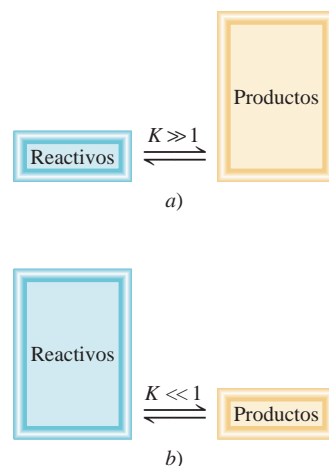 Productos
K >> 1
Reactivos
a)
Reactivos
K << 1
Productos
b)